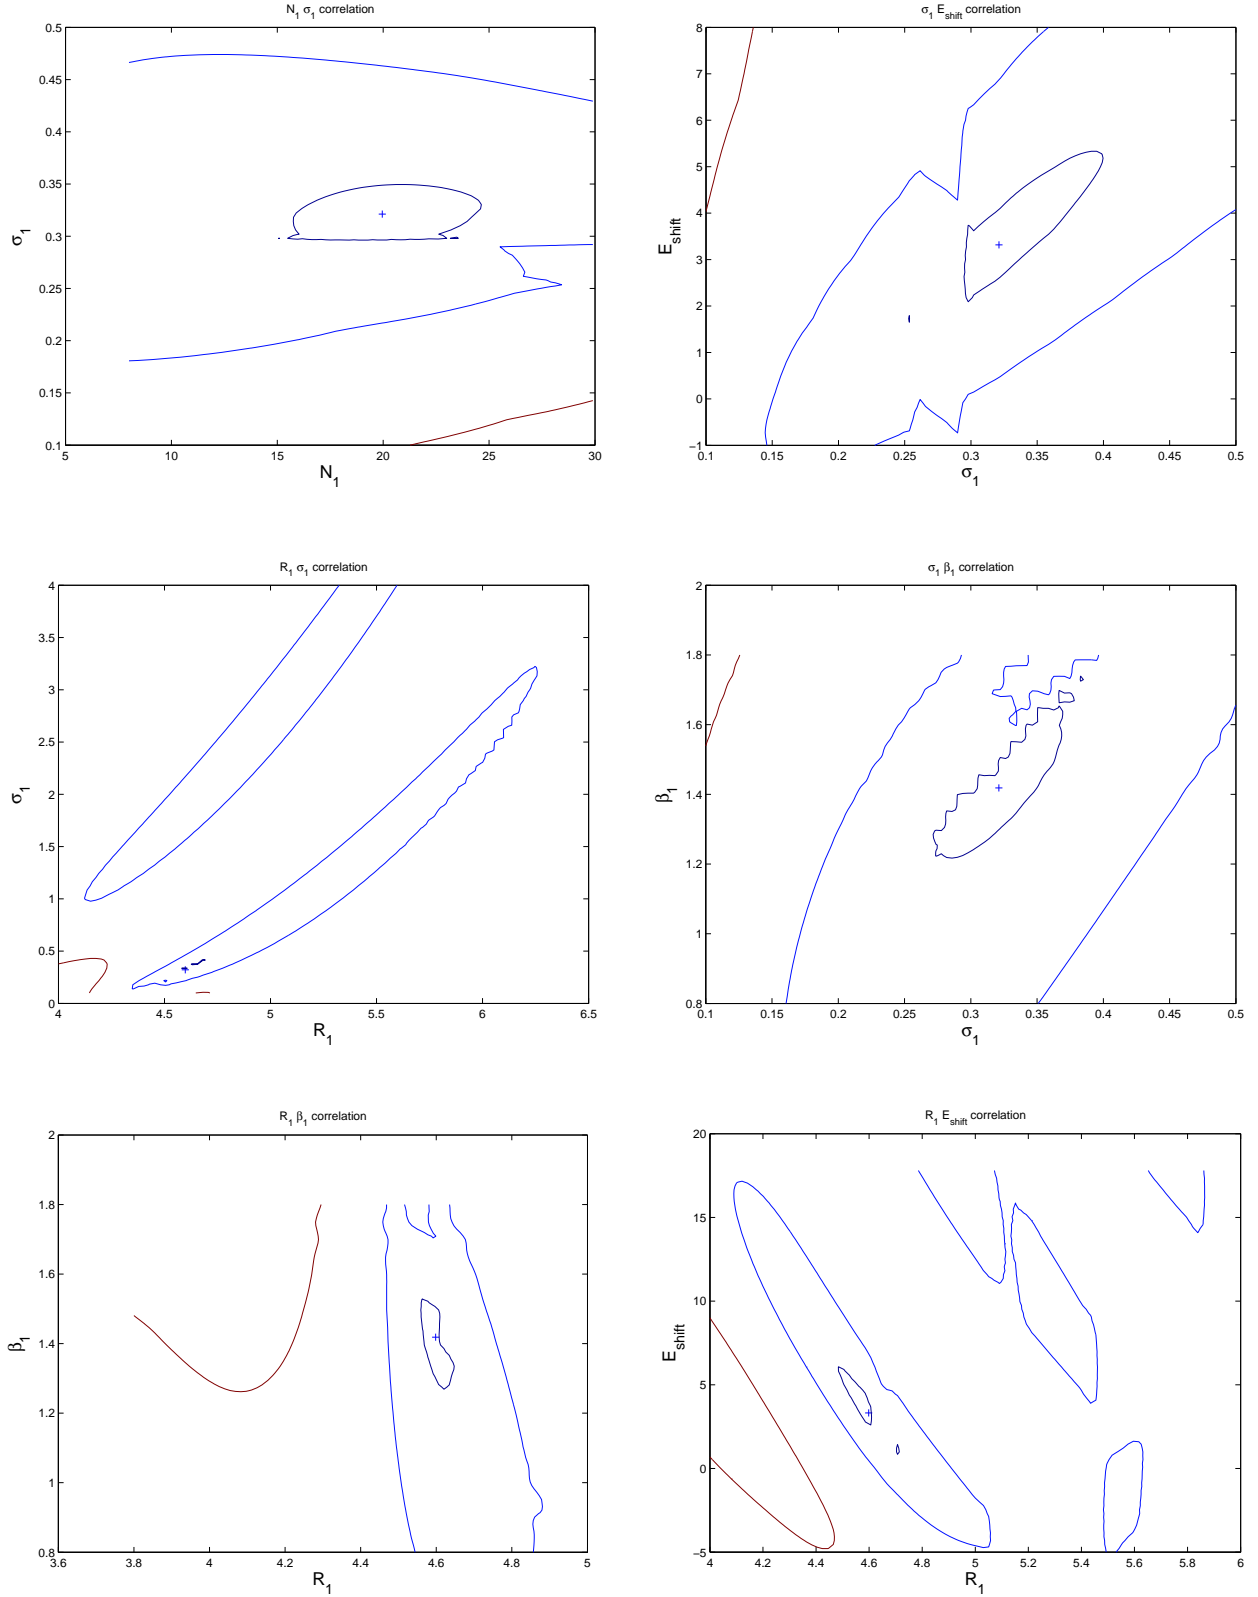 N₁ σ₁ correlation
0.5
0.45
0.4
0.35
0.3
0.25
0.2
0.15
0.1
σ₁
5 10 15 20 25 30
N₁
σ₁ E_shift correlation
8
7
6
5
4
3
2
1
0
−1
E_shift
0.1 0.15 0.2 0.25 0.3 0.35 0.4 0.45 0.5
σ₁
R₁ σ₁ correlation
4
3.5
3
2.5
2
1.5
1
0.5
0
σ₁
4 4.5 5 5.5 6 6.5
R₁
σ₁ β₁ correlation
2
1.8
1.6
1.4
1.2
1
0.8
β₁
0.1 0.15 0.2 0.25 0.3 0.35 0.4 0.45 0.5
σ₁
R₁ β₁ correlation
2
1.8
1.6
1.4
1.2
1
0.8
β₁
3.6 3.8 4 4.2 4.4 4.6 4.8 5
R₁
R₁ E_shift correlation
20
15
10
5
0
−5
E_shift
4 4.2 4.4 4.6 4.8 5 5.2 5.4 5.6 5.8 6
R₁